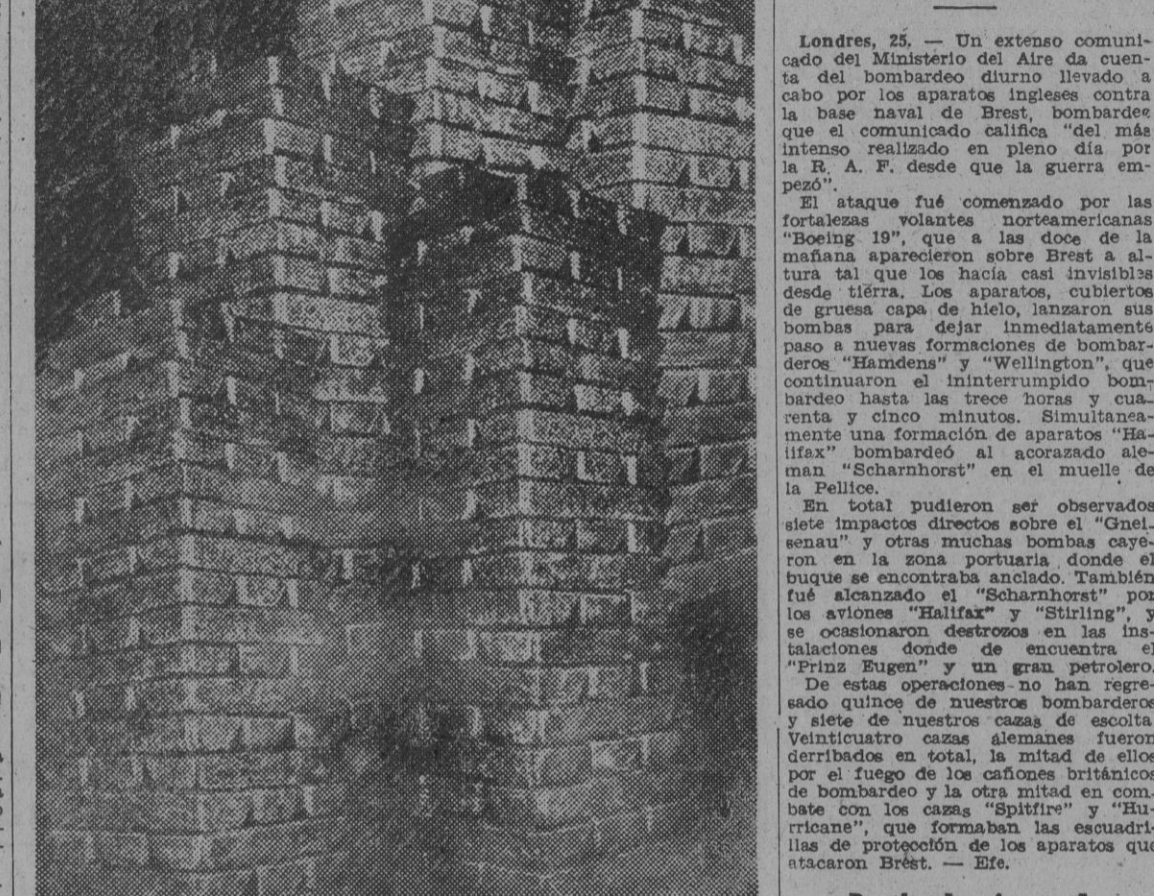 Londres, 25. — Un extenso comuni-
cado del Ministerio del Aire da cuen-
ta del bombardeo diurno llevado a
cabo por los aparatos ingleses contra
la base naval de Brest, bombardeo
que el comunicado califica "del más
intenso realizado en pleno día por
la R. A. F. desde que la guerra em-
pezó".
El ataque fué comenzado por las
fortalezas volantes norteamericanas
"Boeing 19", que a las doce de la
mañana aparecieron sobre Brest a al-
tura tal que los hacía casi invisibles
desde tierra. Los aparatos, cubiertos
de gruesa capa de hielo, lanzaron sus
bombas para dejar inmediatamente
paso a nuevas formaciones de bombar-
deros "Hamdens" y "Wellington", que
continuaron el ininterrumpido bom-
bardeo hasta las trece horas y cua-
renta y cinco minutos. Simultanea-
mente una formación de aparatos "Ha-
lifax" bombardeó al acorazado ale-
man "Scharnhorst" en el muelle de
la Pellice.
En total pudieron ser observados
siete impactos directos sobre el "Gnei-
senau" y otras muchas bombas caye-
ron en la zona portuaria donde el
buque se encontraba anclado. También
fué alcanzado el "Scharnhorst" por
los aviones "Halifax" y "Stirling", y
se ocasionaron destrozos en las ins-
talaciones donde de encuentra el
"Prinz Eugen" y un gran petrolero.
De estas operaciones no han regre-
sado quince de nuestros bombarderos
y siete de nuestros cazas de escolta
Veinticuatro cazas alemanes fueron
derribados en total, la mitad de ellos
por el fuego de los cañones británicos
de bombardeo y la otra mitad en com-
bate con los cazas "Spitfire" y "Hu-
rricane", que formaban las escuadri-
llas de protección de los aparatos que
atacaron Brest. — Efe.